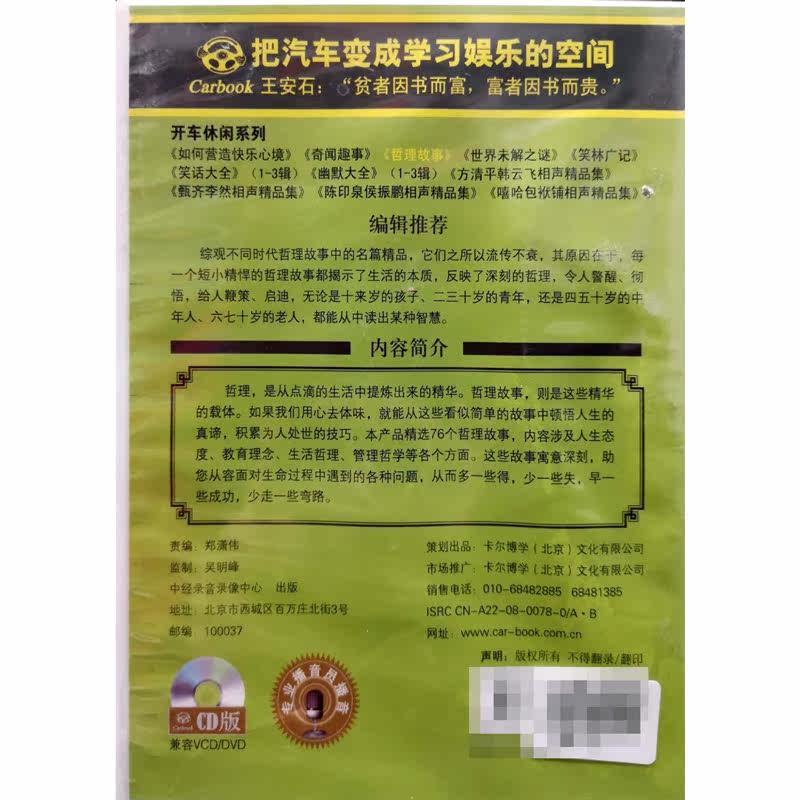 把汽车变成学习娱乐的空间
Carbook 王安石：“贫者因书而富，富者因书而贵。”
开车休闲系列
《如何营造快乐心境》《奇闻趣事》《哲理故事》《世界未解之谜》《笑林广记》
《笑话大全》（1-3辑）《幽默大全》（1-3辑）《方清平韩云飞相声精品集》
《甄齐李然相声精品集》《陈印泉侯振鹏相声精品集》《嘻哈包袱铺相声精品集》
编辑推荐
综观不同时代哲理故事中的名篇精品，它们之所以流传不衰，其原因在于，每
一个短小精悍的哲理故事都揭示了生活的本质，反映了深刻的哲理，令人警醒、彻
悟，给人鞭策、启迪，无论是十来岁的孩子、二三十岁的青年，还是四五十岁的中
年人、六七十岁的老人，都能从中读出某种智慧。
内容简介
哲理，是从点滴的生活中提炼出来的精华。哲理故事，则是这些精华
的载体。如果我们用心去体味，就能从这些看似简单的故事中顿悟人生的
真谛，积累为人处世的技巧。本产品精选76个哲理故事，内容涉及人生态
度、教育理念、生活哲理、管理哲学等各个方面。这些故事寓意深刻，助
您从容面对生命过程中遇到的各种问题，从而多一些得，少一些失，早一
些成功，少走一些弯路。
责编：郑潇伟
监制：吴明峰
中经录音录像中心 出版
地址：北京市西城区百万庄北街3号
邮编 100037
策划出品：卡尔博学（北京）文化有限公司
市场推广：卡尔博学（北京）文化有限公司
销售电话：010-68482885 68481385
ISRC CN-A22-08-0078-0/A·B
网址：www.car-book.com.cn
声明：版权所有 不得翻录/翻印
Carbook CD版
兼容VCD/DVD
专业播音员播音